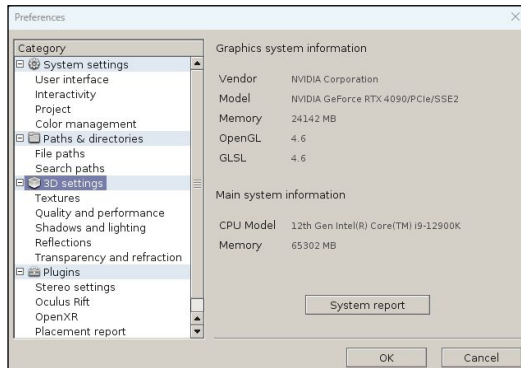 Preferences
Category
System settings
User interface
Interactivity
Project
Color management
Paths & directories
File paths
Search paths
3D settings
Textures
Quality and performance
Shadows and lighting
Reflections
Transparency and refraction
Plugins
Stereo settings
Oculus Rift
OpenXR
Placement report
Graphics system information
Vendor NVIDIA Corporation
Model NVIDIA GeForce RTX 4090/PCIe/SSE2
Memory 24142 MB
OpenGL 4.6
GLSL 4.6
Main system information
CPU Model 12th Gen Intel(R) Core(TM) i9-12900K
Memory 65302 MB
System report
OK Cancel